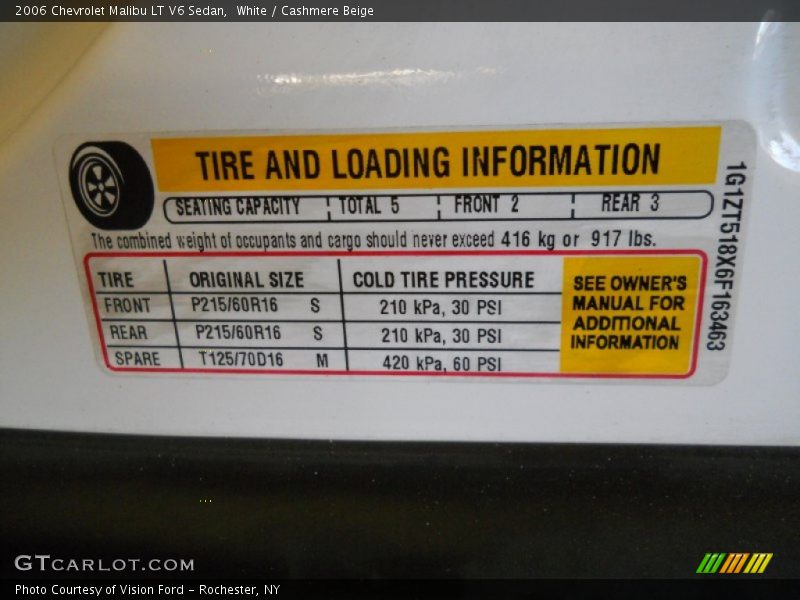 2006 Chevrolet Malibu LT V6 Sedan,  White / Cashmere Beige
TIRE AND LOADING INFORMATION
SEATING CAPACITY TOTAL 5 FRONT 2 REAR 3
The combined weight of occupants and cargo should never exceed 416 kg or 917 lbs.
TIRE ORIGINAL SIZE COLD TIRE PRESSURE
FRONT P215/60R16 S 210 kPa, 30 PSI
REAR P215/60R16 S 210 kPa, 30 PSI
SPARE T125/70D16 M 420 kPa, 60 PSI
SEE OWNER'S
MANUAL FOR
ADDITIONAL
INFORMATION
1G1ZT518X6F163463
GTCARLOT.COM
Photo Courtesy of Vision Ford - Rochester, NY